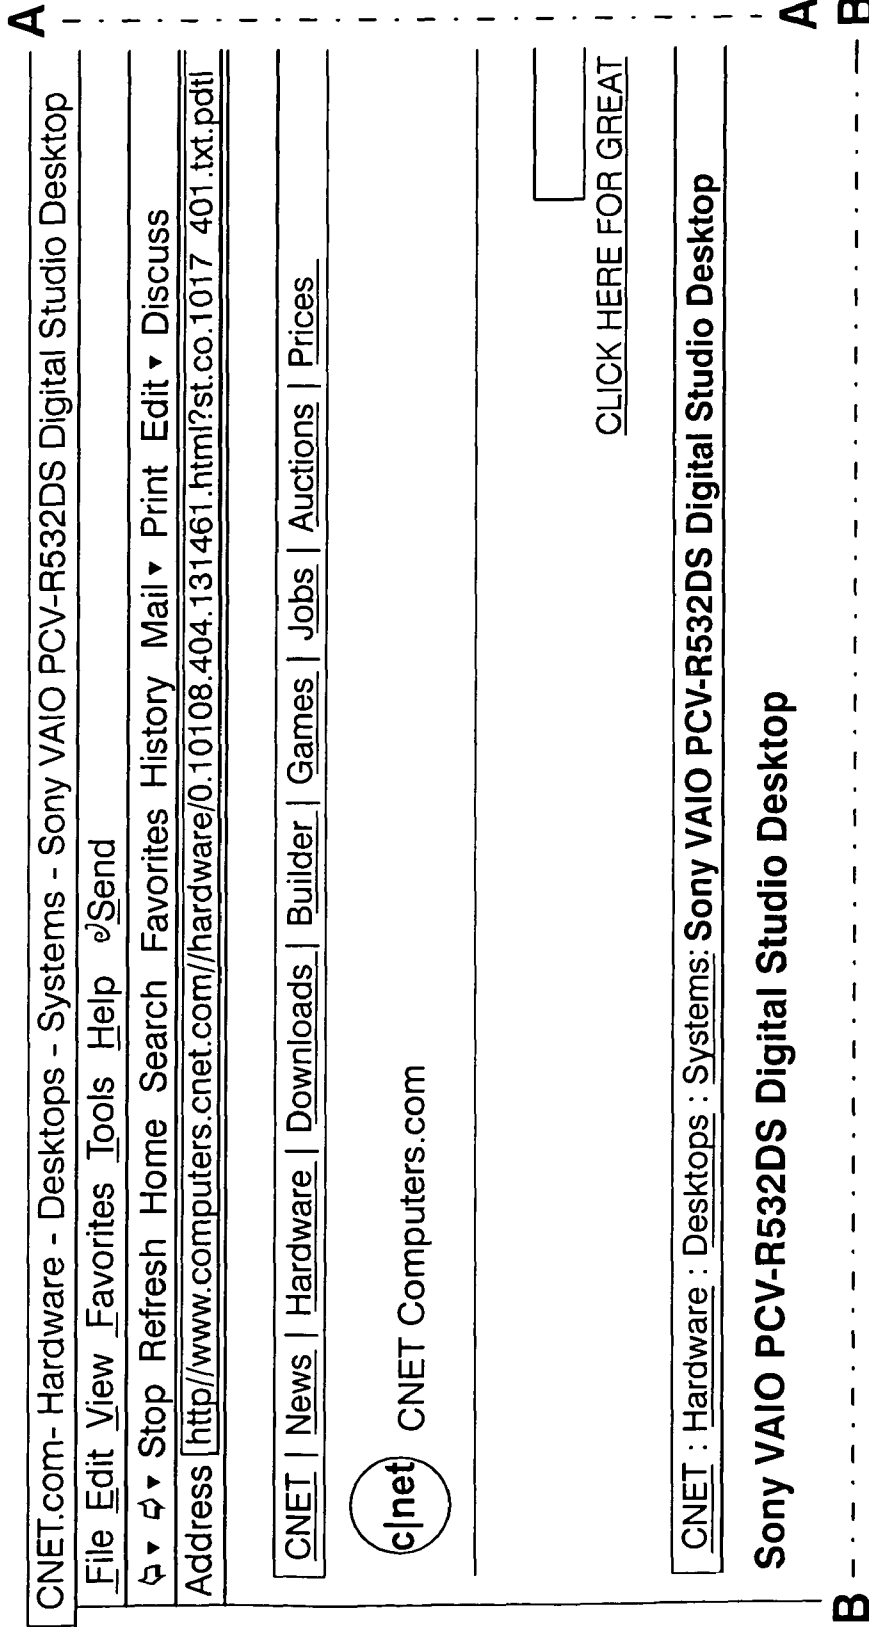 A
CNET.com- Hardware - Desktops - Systems - Sony VAIO PCV-R532DS Digital Studio Desktop
File Edit View Favorites Tools Help Send
Stop Refresh Home Search Favorites History Mail Print Edit Discuss
Address http//www.computers.cnet.com//hardware/0.10108.404.131461.html?st.co.1017 401.txt.pdtl
CNET | News | Hardware | Downloads | Builder | Games | Jobs | Auctions | Prices
c|net CNET Computers.com
CLICK HERE FOR GREAT
CNET : Hardware : Desktops : Systems: Sony VAIO PCV-R532DS Digital Studio Desktop
Sony VAIO PCV-R532DS Digital Studio Desktop
A
B
B